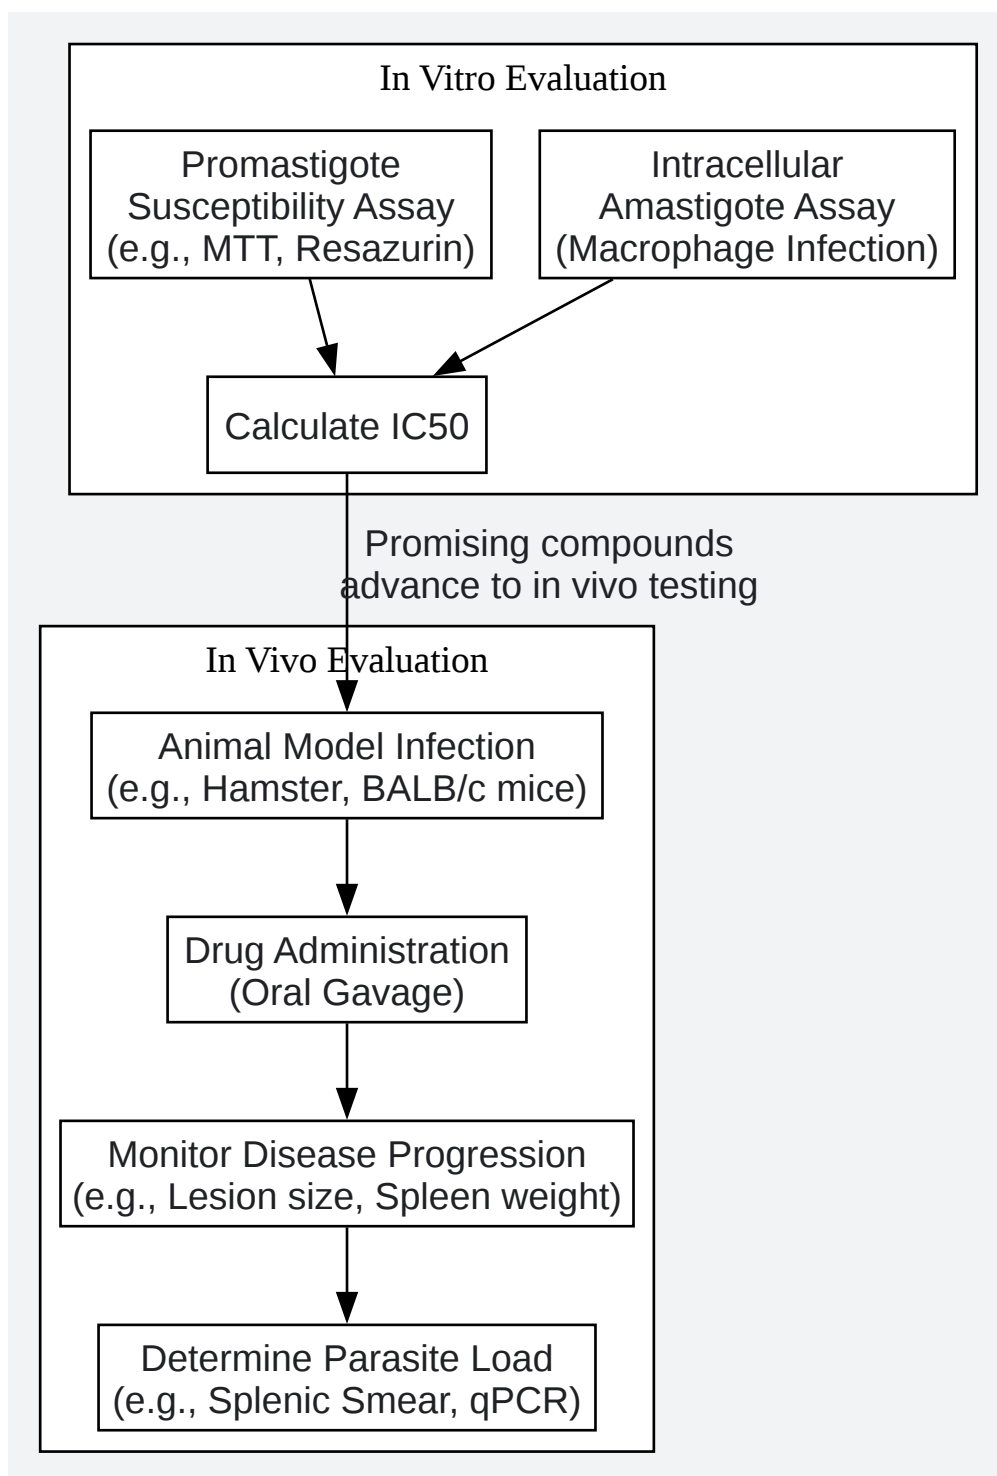 In Vitro Evaluation
Promastigote
Susceptibility Assay
(e.g., MTT, Resazurin)
Intracellular
Amastigote Assay
(Macrophage Infection)
Calculate IC50
Promising compounds
advance to in vivo testing
In Vivo Evaluation
Animal Model Infection
(e.g., Hamster, BALB/c mice)
Drug Administration
(Oral Gavage)
Monitor Disease Progression
(e.g., Lesion size, Spleen weight)
Determine Parasite Load
(e.g., Splenic Smear, qPCR)